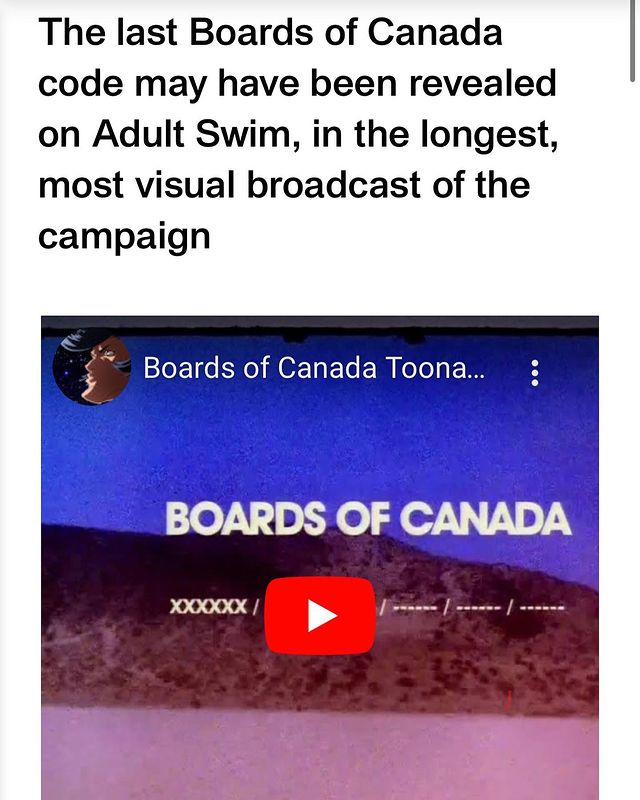 The last Boards of Canada
code may have been revealed
on Adult Swim, in the longest,
most visual broadcast of the
campaign
Boards of Canada Toona...
BOARDS OF CANADA
XXXXXX / / ------ / ------ / ------